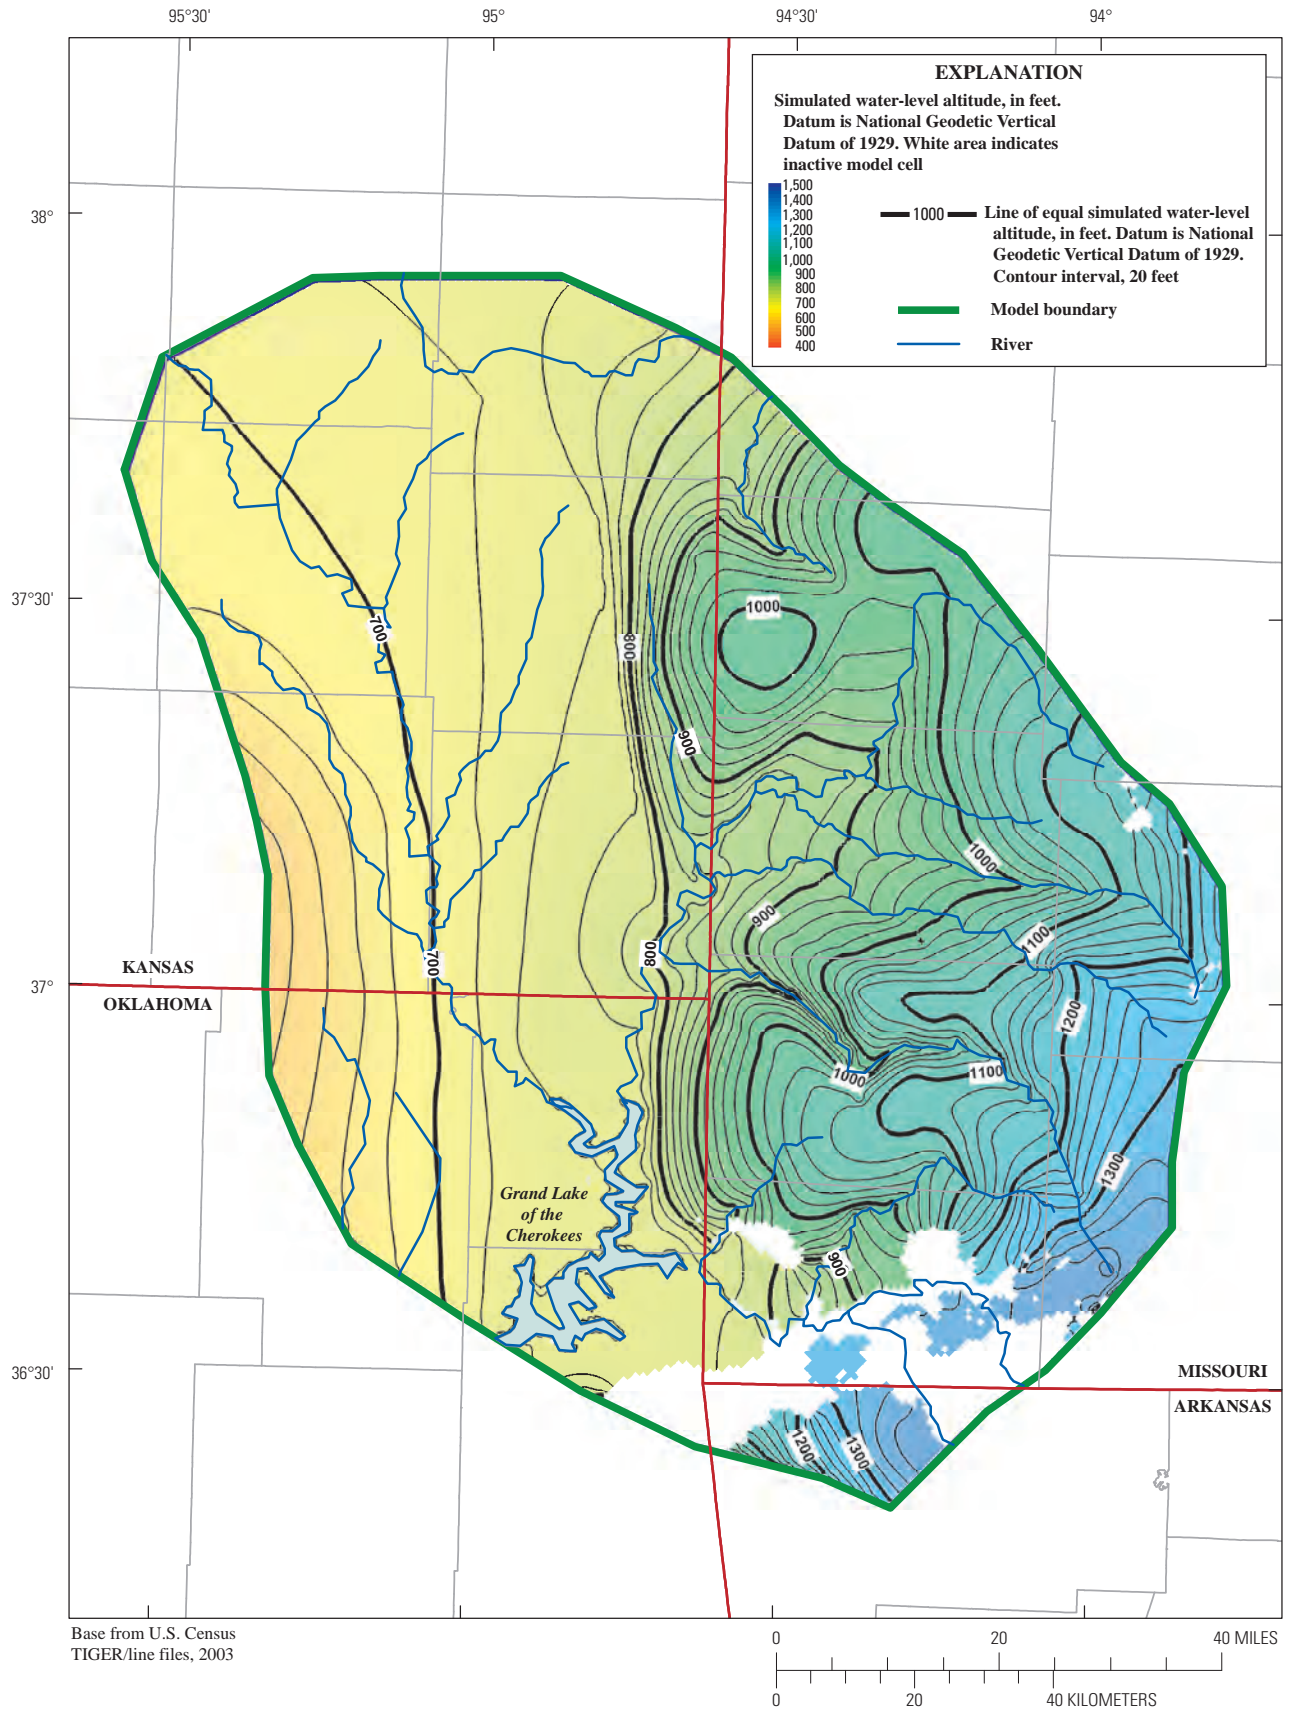 95°30'
95°
94°30'
94°
EXPLANATION
Simulated water-level altitude, in feet.
Datum is National Geodetic Vertical
Datum of 1929. White area indicates
inactive model cell
1,500
1,400
1,300
1,200
1,100
1,000
900
800
700
600
500
400
1000
Line of equal simulated water-level
altitude, in feet. Datum is National
Geodetic Vertical Datum of 1929.
Contour interval, 20 feet
Model boundary
River
38°
37°30'
37°
36°30'
1000
700
800
900
1000
900
1100
800
700
1200
1000
1100
1300
900
1200
1300
KANSAS
OKLAHOMA
Grand Lake
of the
Cherokees
MISSOURI
ARKANSAS
Base from U.S. Census
TIGER/line files, 2003
0
20
40 MILES
0
20
40 KILOMETERS